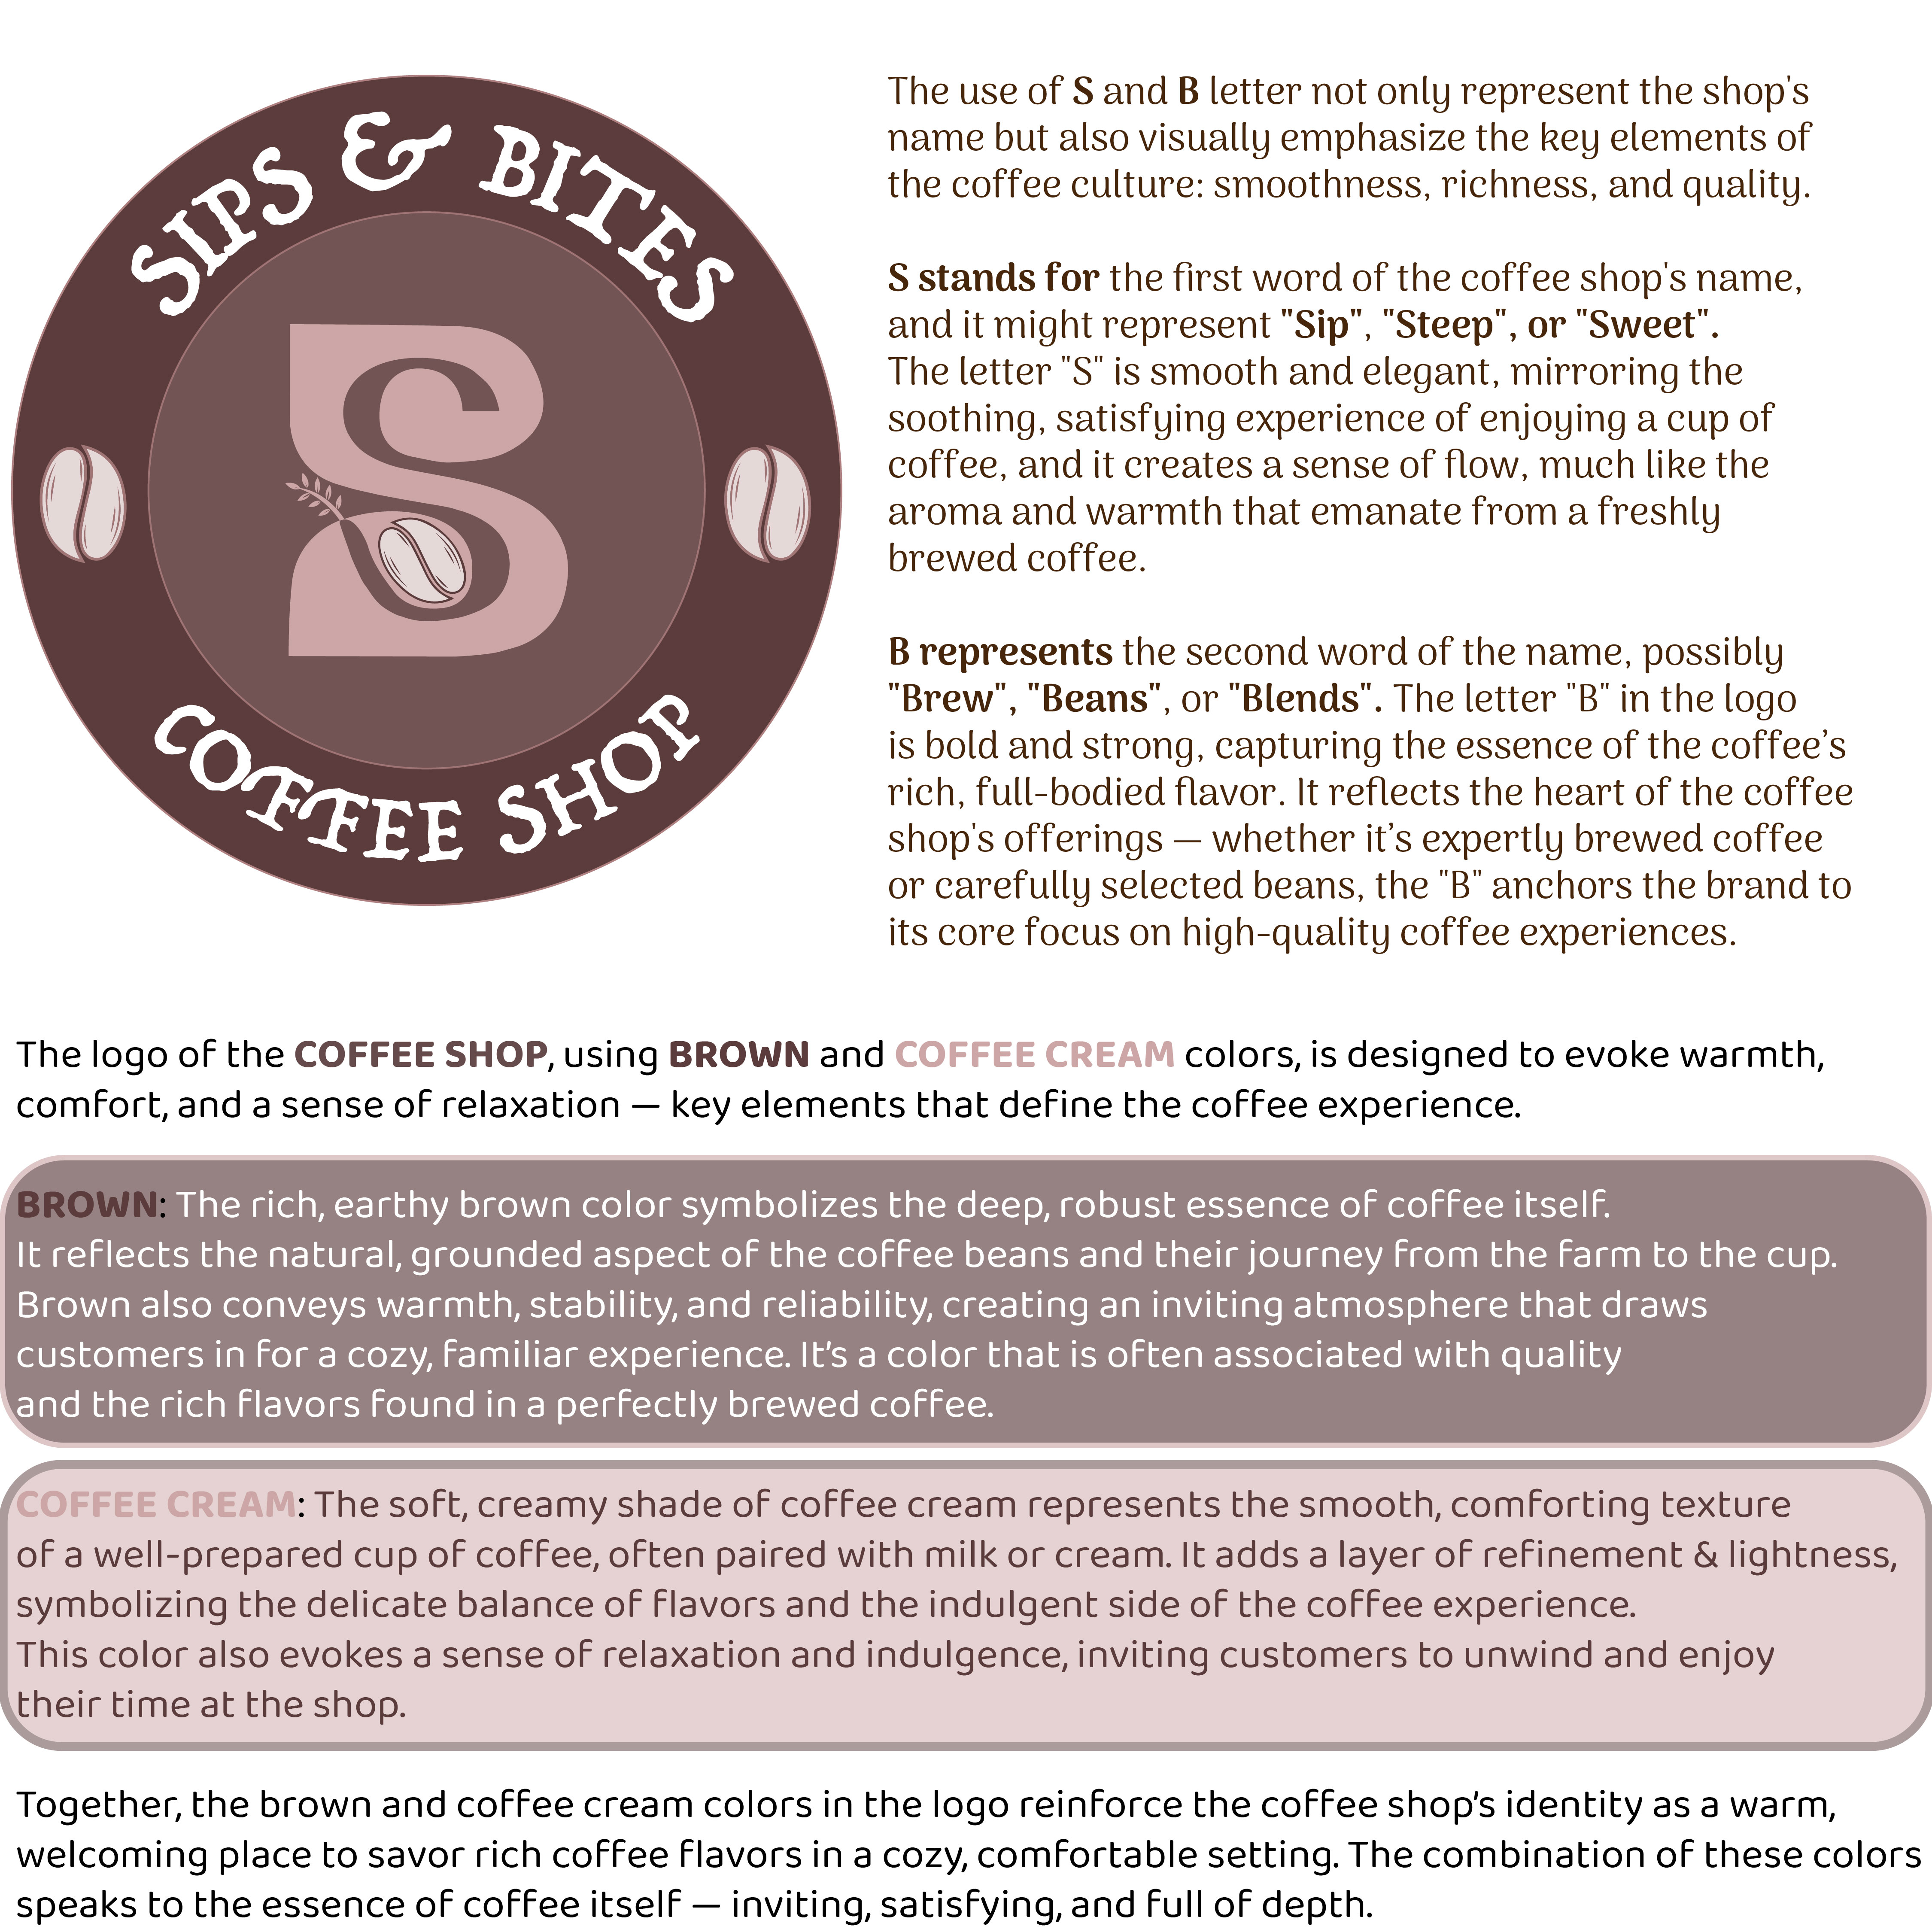 SIPS & BITES
COFFEE SHOP
The use of S and B letter not only represent the shop's
name but also visually emphasize the key elements of
the coffee culture: smoothness, richness, and quality.
S stands for the first word of the coffee shop's name,
and it might represent "Sip", "Steep", or "Sweet".
The letter "S" is smooth and elegant, mirroring the
soothing, satisfying experience of enjoying a cup of
coffee, and it creates a sense of flow, much like the
aroma and warmth that emanate from a freshly
brewed coffee.
B represents the second word of the name, possibly
"Brew", "Beans", or "Blends". The letter "B" in the logo
is bold and strong, capturing the essence of the coffee’s
rich, full-bodied flavor. It reflects the heart of the coffee
shop's offerings — whether it’s expertly brewed coffee
or carefully selected beans, the "B" anchors the brand to
its core focus on high-quality coffee experiences.
The logo of the COFFEE SHOP, using BROWN and COFFEE CREAM colors, is designed to evoke warmth,
comfort, and a sense of relaxation — key elements that define the coffee experience.
BROWN: The rich, earthy brown color symbolizes the deep, robust essence of coffee itself.
It reflects the natural, grounded aspect of the coffee beans and their journey from the farm to the cup.
Brown also conveys warmth, stability, and reliability, creating an inviting atmosphere that draws
customers in for a cozy, familiar experience. It’s a color that is often associated with quality
and the rich flavors found in a perfectly brewed coffee.
COFFEE CREAM: The soft, creamy shade of coffee cream represents the smooth, comforting texture
of a well-prepared cup of coffee, often paired with milk or cream. It adds a layer of refinement & lightness,
symbolizing the delicate balance of flavors and the indulgent side of the coffee experience.
This color also evokes a sense of relaxation and indulgence, inviting customers to unwind and enjoy
their time at the shop.
Together, the brown and coffee cream colors in the logo reinforce the coffee shop’s identity as a warm,
welcoming place to savor rich coffee flavors in a cozy, comfortable setting. The combination of these colors
speaks to the essence of coffee itself — inviting, satisfying, and full of depth.